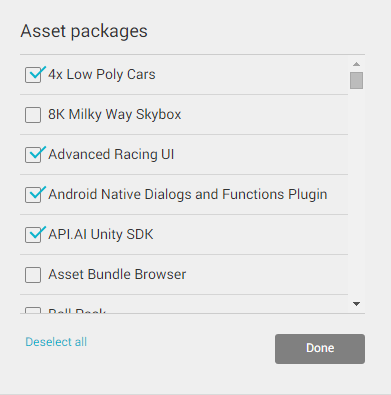 Asset packages
4x Low Poly Cars
8K Milky Way Skybox
Advanced Racing UI
Android Native Dialogs and Functions Plugin
API.AI Unity SDK
Asset Bundle Browser
Deselect all
Done